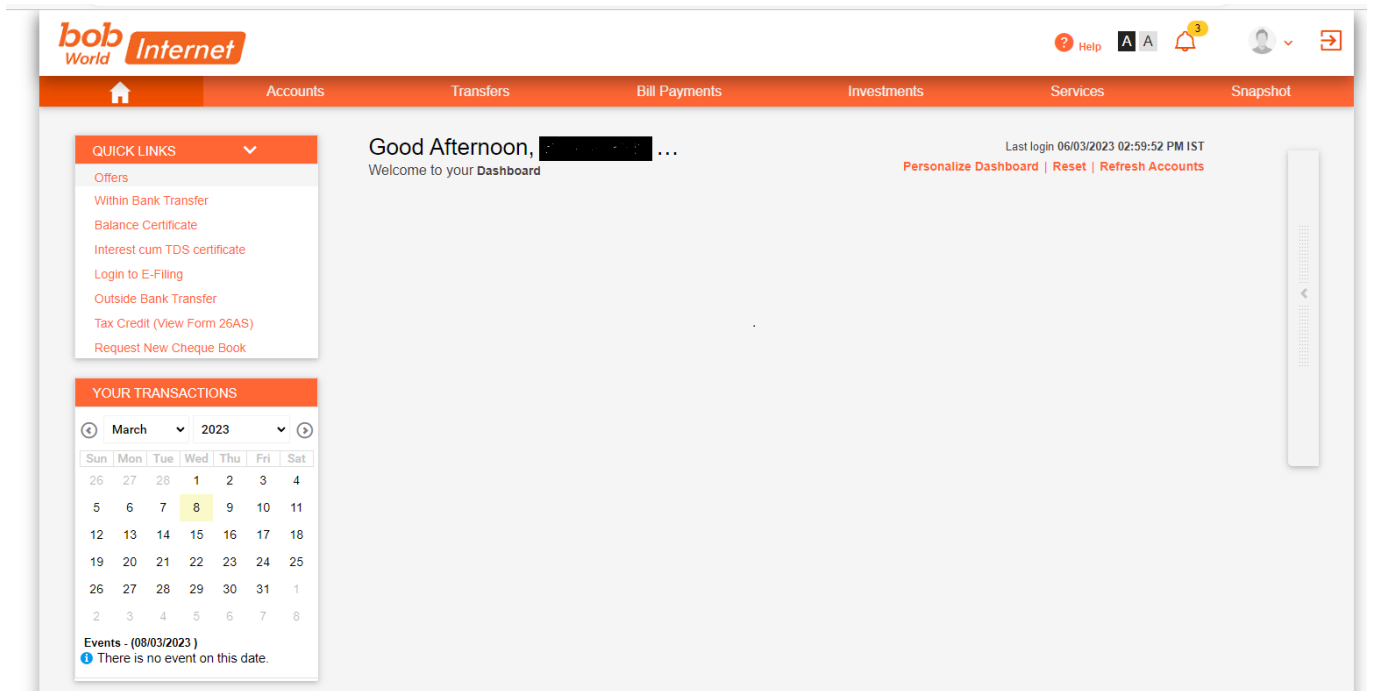 bob World Internet
? Help A A 3
Accounts Transfers Bill Payments Investments Services Snapshot
QUICK LINKS
Offers
Within Bank Transfer
Balance Certificate
Interest cum TDS certificate
Login to E-Filing
Outside Bank Transfer
Tax Credit (View Form 26AS)
Request New Cheque Book
Good Afternoon, ...
Welcome to your Dashboard
Last login 06/03/2023 02:59:52 PM IST
Personalize Dashboard | Reset | Refresh Accounts
YOUR TRANSACTIONS
March 2023
Sun Mon Tue Wed Thu Fri Sat
26 27 28 1 2 3 4
5 6 7 8 9 10 11
12 13 14 15 16 17 18
19 20 21 22 23 24 25
26 27 28 29 30 31 1
2 3 4 5 6 7 8
Events - (08/03/2023 )
There is no event on this date.